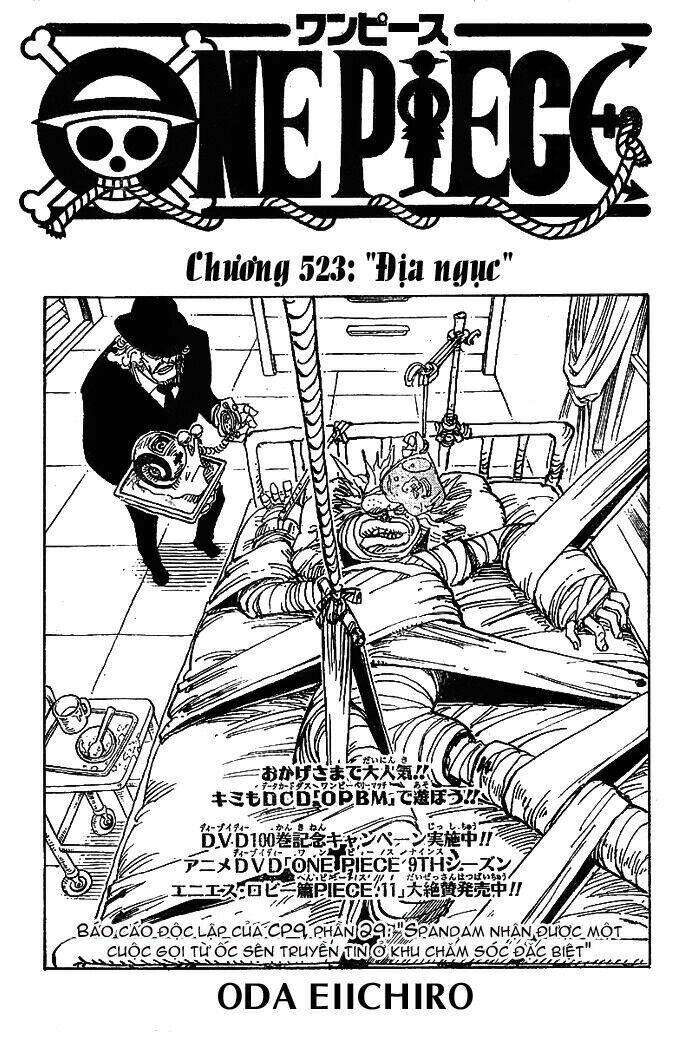 ワンピース
ONE PIECE
Chương 523: "Địa ngục"
おかげさまで大人気!!
キミもDCD「OPBM」で遊ぼう!!
DVD100巻記念キャンペーン実施中!!
アニメDVD「ONE PIECE 9THシーズン
エニエス・ロビー篇PIECE.11」大絶賛発売中!!
BÁO CÁO ĐỘC LẬP CỦA CP9, PHẦN 29: "SPANDAM NHẬN ĐƯỢC MỘT
CUỘC GỌI TỪ ỐC SÊN TRUYỀN TIN Ở KHU CHĂM SÓC ĐẶC BIỆT"
ODA EIICHIRO